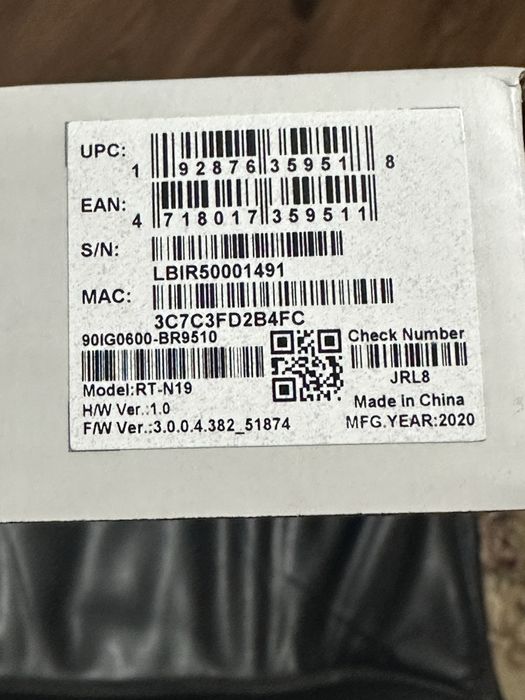 UPC: 1 92876 35951 8
EAN: 4 718017 359511
S/N:
LBIR50001491
MAC:
3C7C3FD2B4FC
90IG0600-BR9510
Check Number
JRL8
Model:RT-N19
H/W Ver.:1.0
Made in China
F/W Ver.:3.0.0.4.382_51874
MFG.YEAR:2020